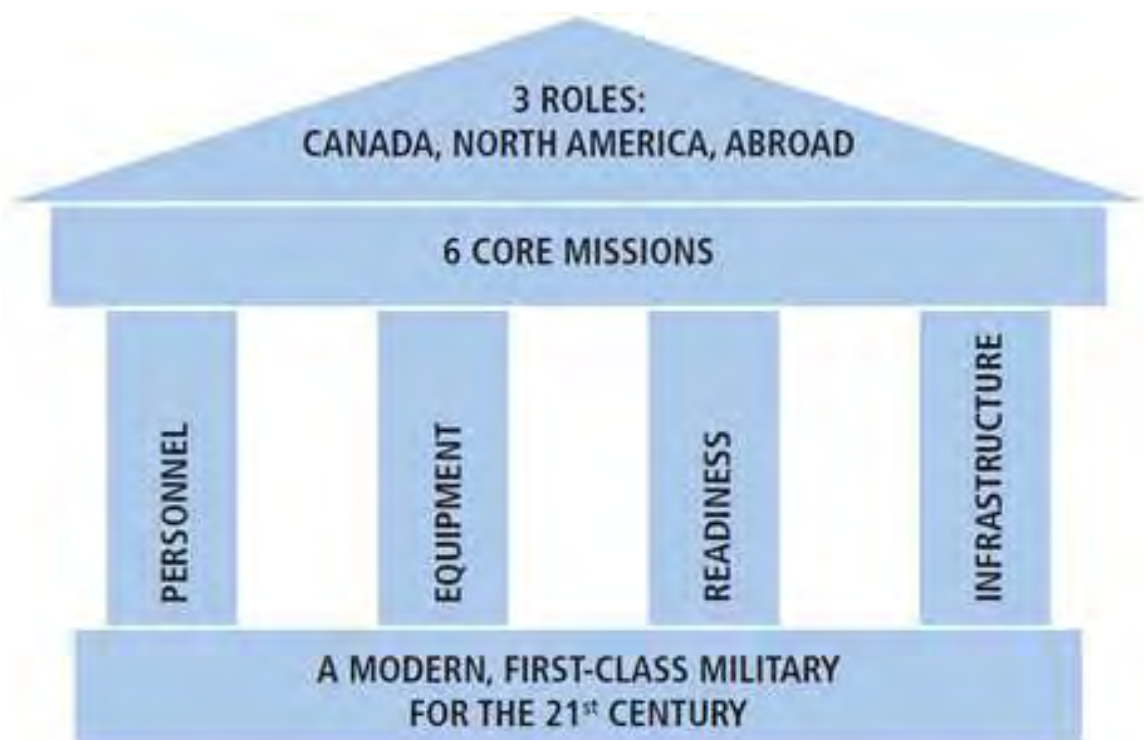 3 ROLES:
CANADA, NORTH AMERICA, ABROAD
6 CORE MISSIONS
PERSONNEL
EQUIPMENT
READINESS
INFRASTRUCTURE
A MODERN, FIRST-CLASS MILITARY
FOR THE 21st CENTURY